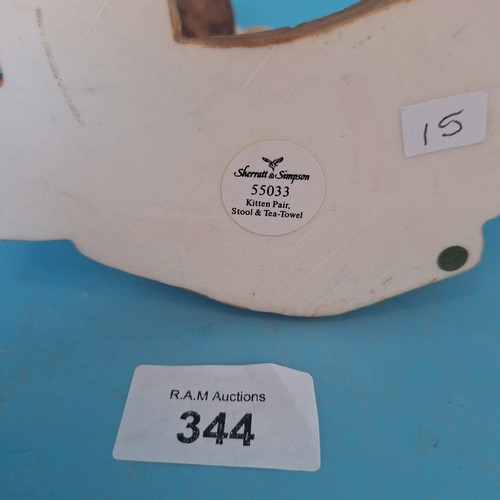 15
Sherratt & Simpson
55033
Kitten Pair,
Stool & Tea-Towel
R.A.M Auctions
344